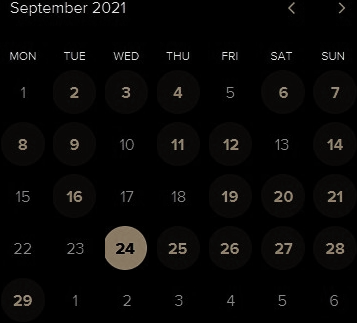 September 2021
MON TUE WED THU FRI SAT SUN
1 2 3 4 5 6 7
8 9 10 11 12 13 14
15 16 17 18 19 20 21
22 23 24 25 26 27 28
29 1 2 3 4 5 6